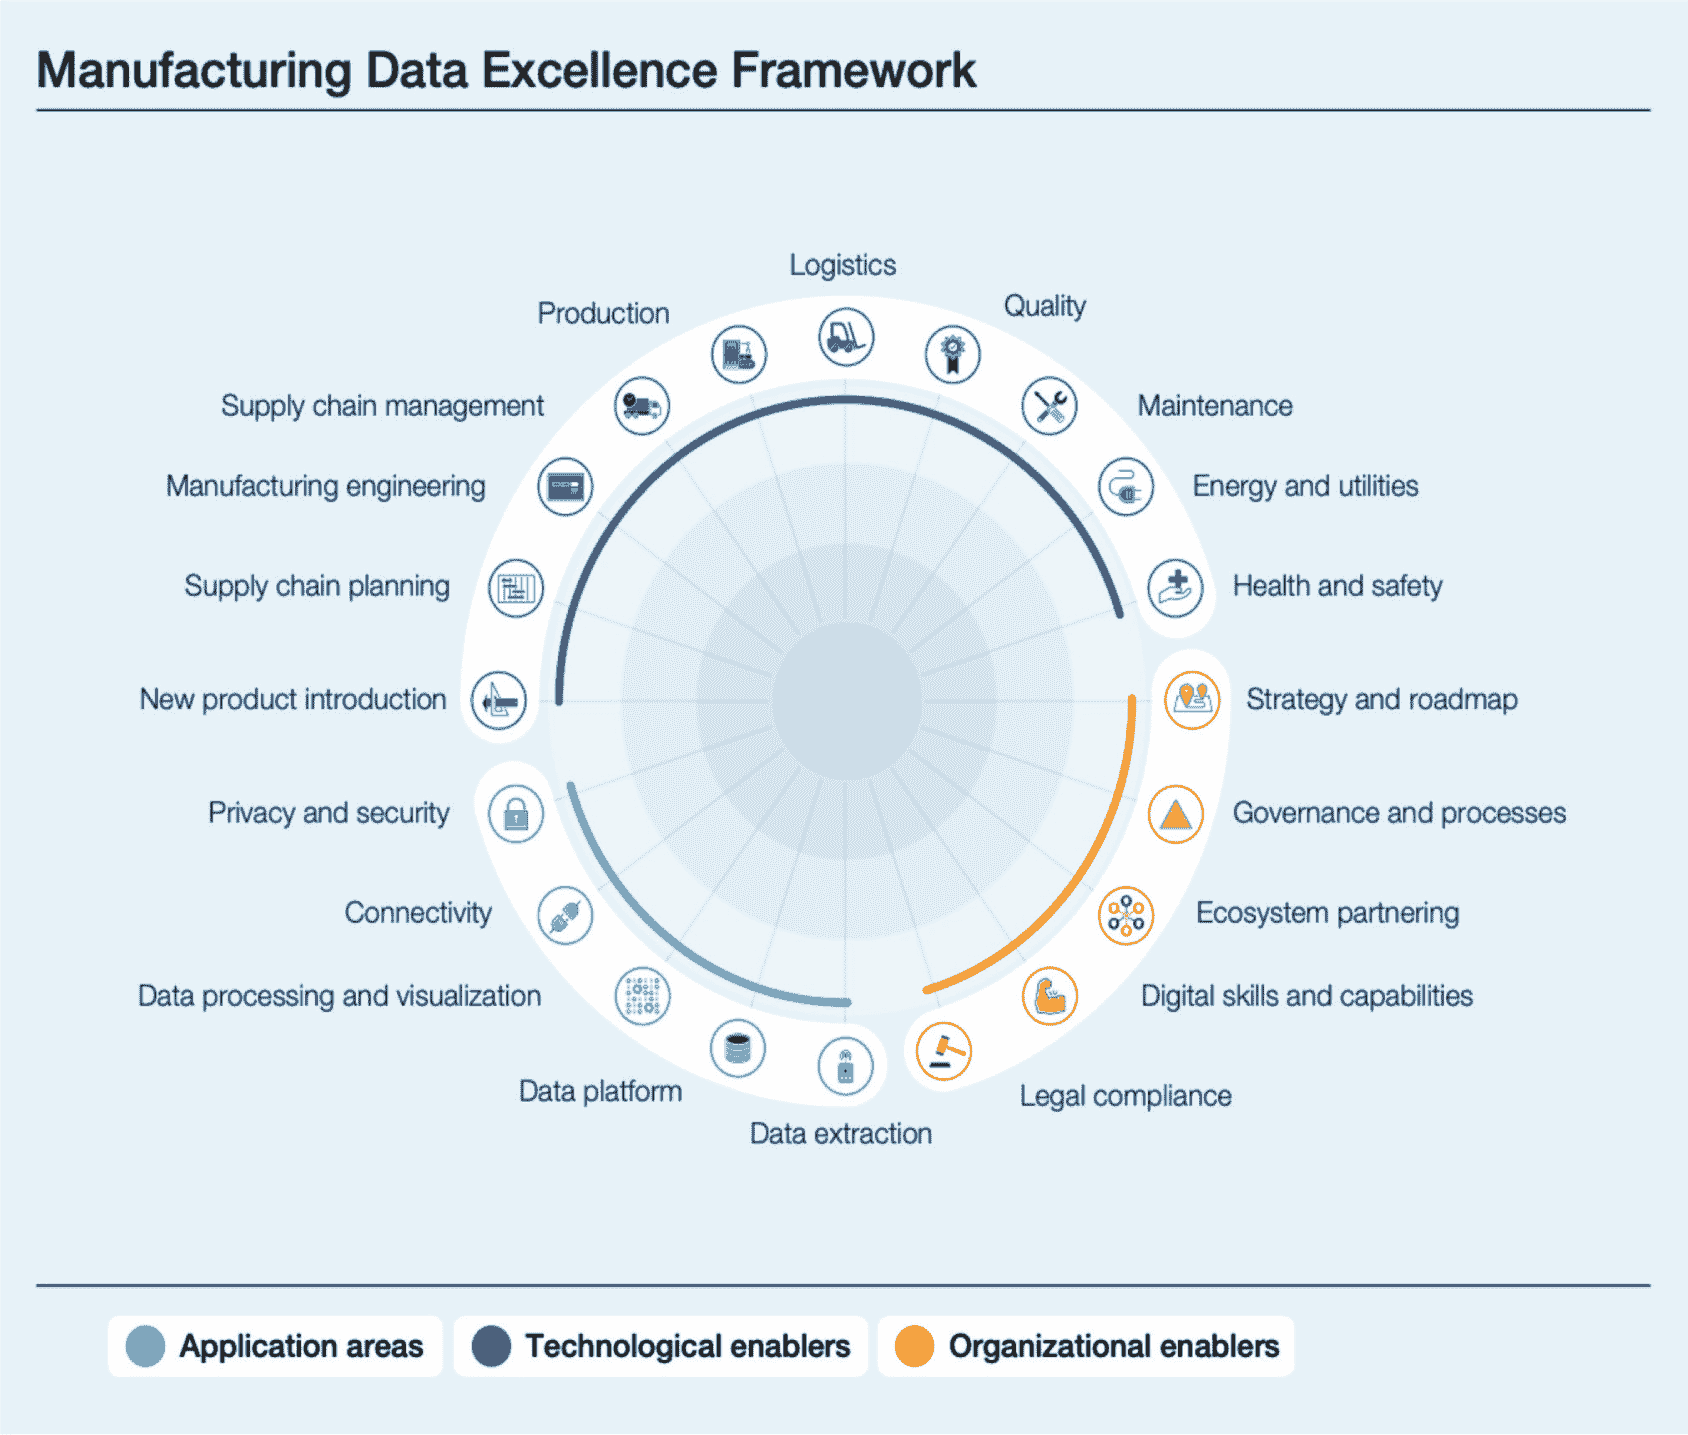 Manufacturing Data Excellence Framework
Logistics
Production
Quality
Supply chain management
Maintenance
Manufacturing engineering
Energy and utilities
Supply chain planning
Health and safety
New product introduction
Strategy and roadmap
Privacy and security
Governance and processes
Connectivity
Ecosystem partnering
Data processing and visualization
Digital skills and capabilities
Data platform
Legal compliance
Data extraction
Application areas
Technological enablers
Organizational enablers